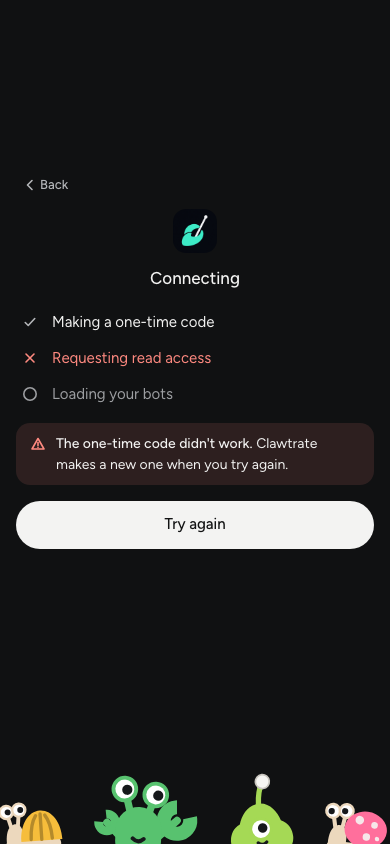 Back
Connecting
Making a one-time code
Requesting read access
Loading your bots
The one-time code didn't work. Clawtrate
makes a new one when you try again.
Try again